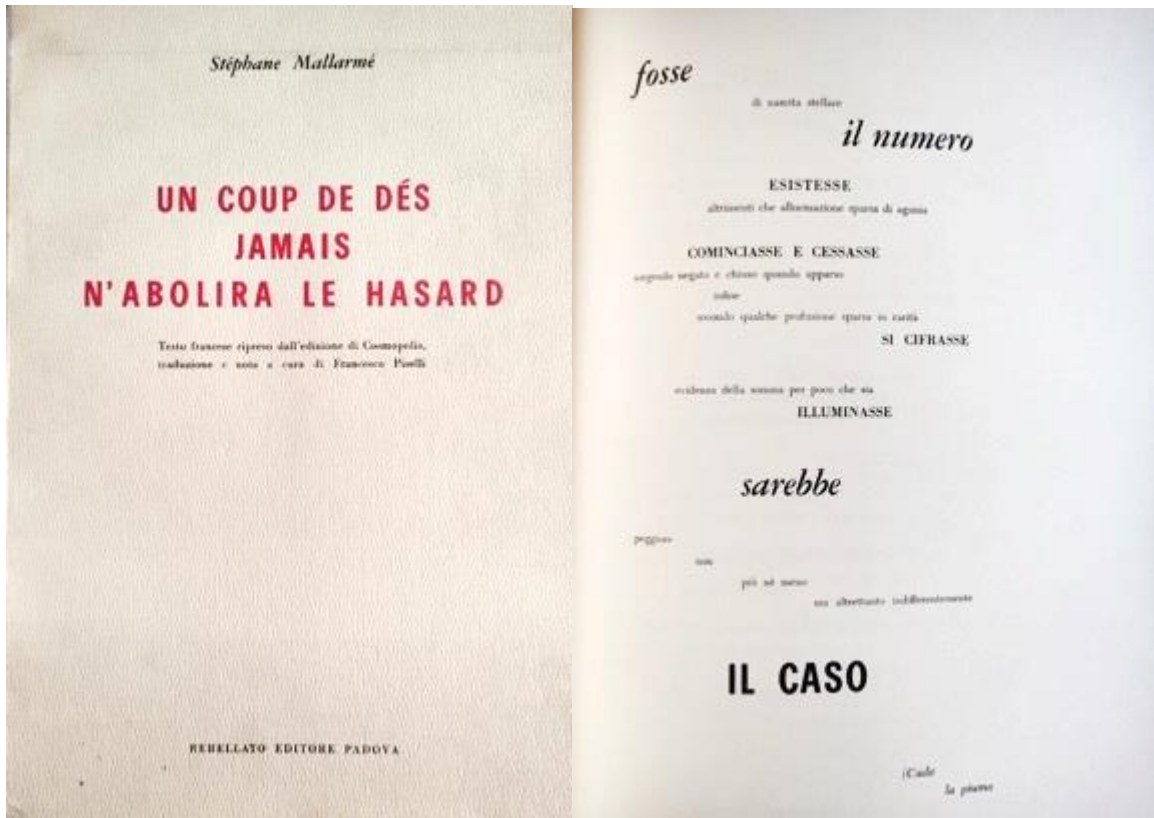 Stéphane Mallarmé
UN COUP DE DÉS
JAMAIS
N'ABOLIRA LE HASARD
Testo francese ripreso dall'edizione di Cosmopolis,
traduzione e nota a cura di Francesco Piselli
REBELLATO EDITORE PADOVA
fosse
di nascita stellare
il numero
ESISTESSE
altrimenti che allucinazione sparsa di agonia
COMINCIASSE E CESSASSE
sorgendo negato e chiuso quando apparso
infine
secondo qualche profusione sparsa in rarità
SI CIFRASSE
evidenza della somma per poco che sia
ILLUMINASSE
sarebbe
peggiore
non
più né meno
ma altrettanto indifferentemente
IL CASO
(Cade
la piuma